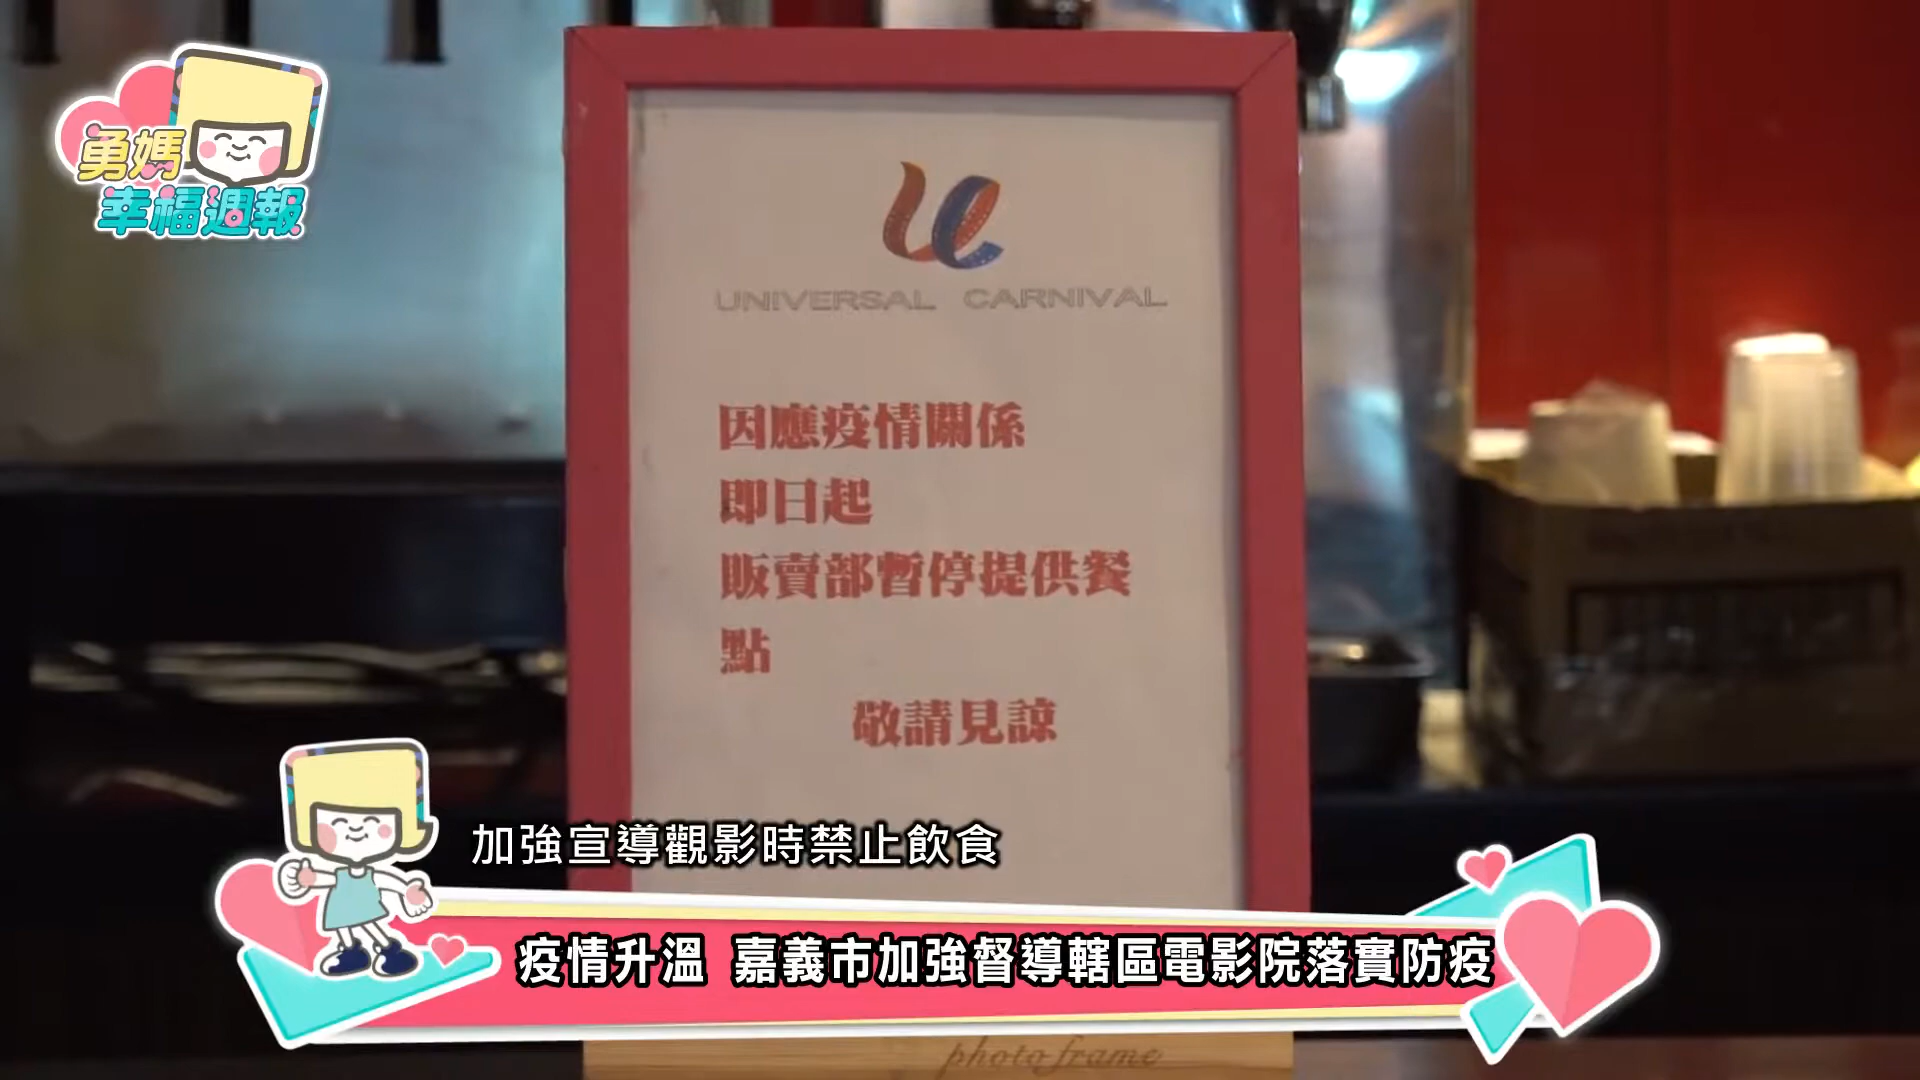 勇媽
幸福週報
UNIVERSAL CARNIVAL
因應疫情關係
即日起
販賣部暫停提供餐
點
敬請見諒
加強宣導觀影時禁止飲食
疫情升溫 嘉義市加強督導轄區電影院落實防疫
photo frame